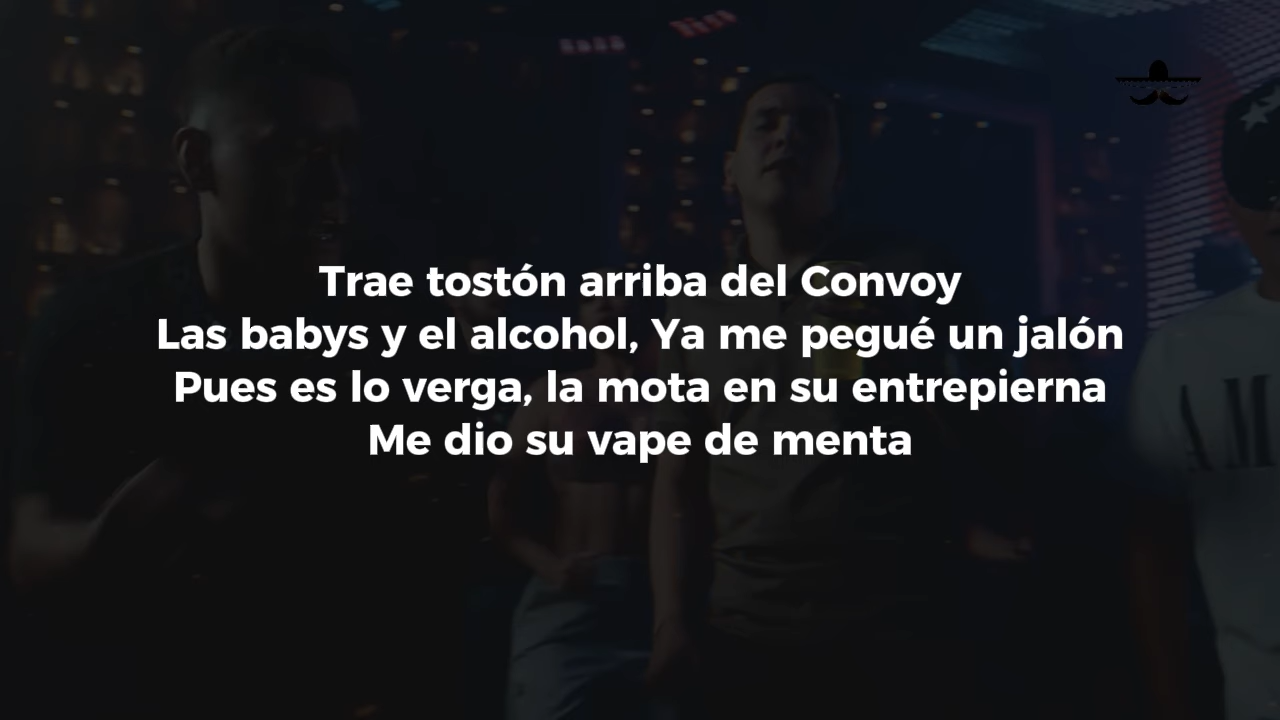 Trae tostón arriba del Convoy
Las babys y el alcohol, Ya me pegué un jalón
Pues es lo verga, la mota en su entrepierna
Me dio su vape de menta